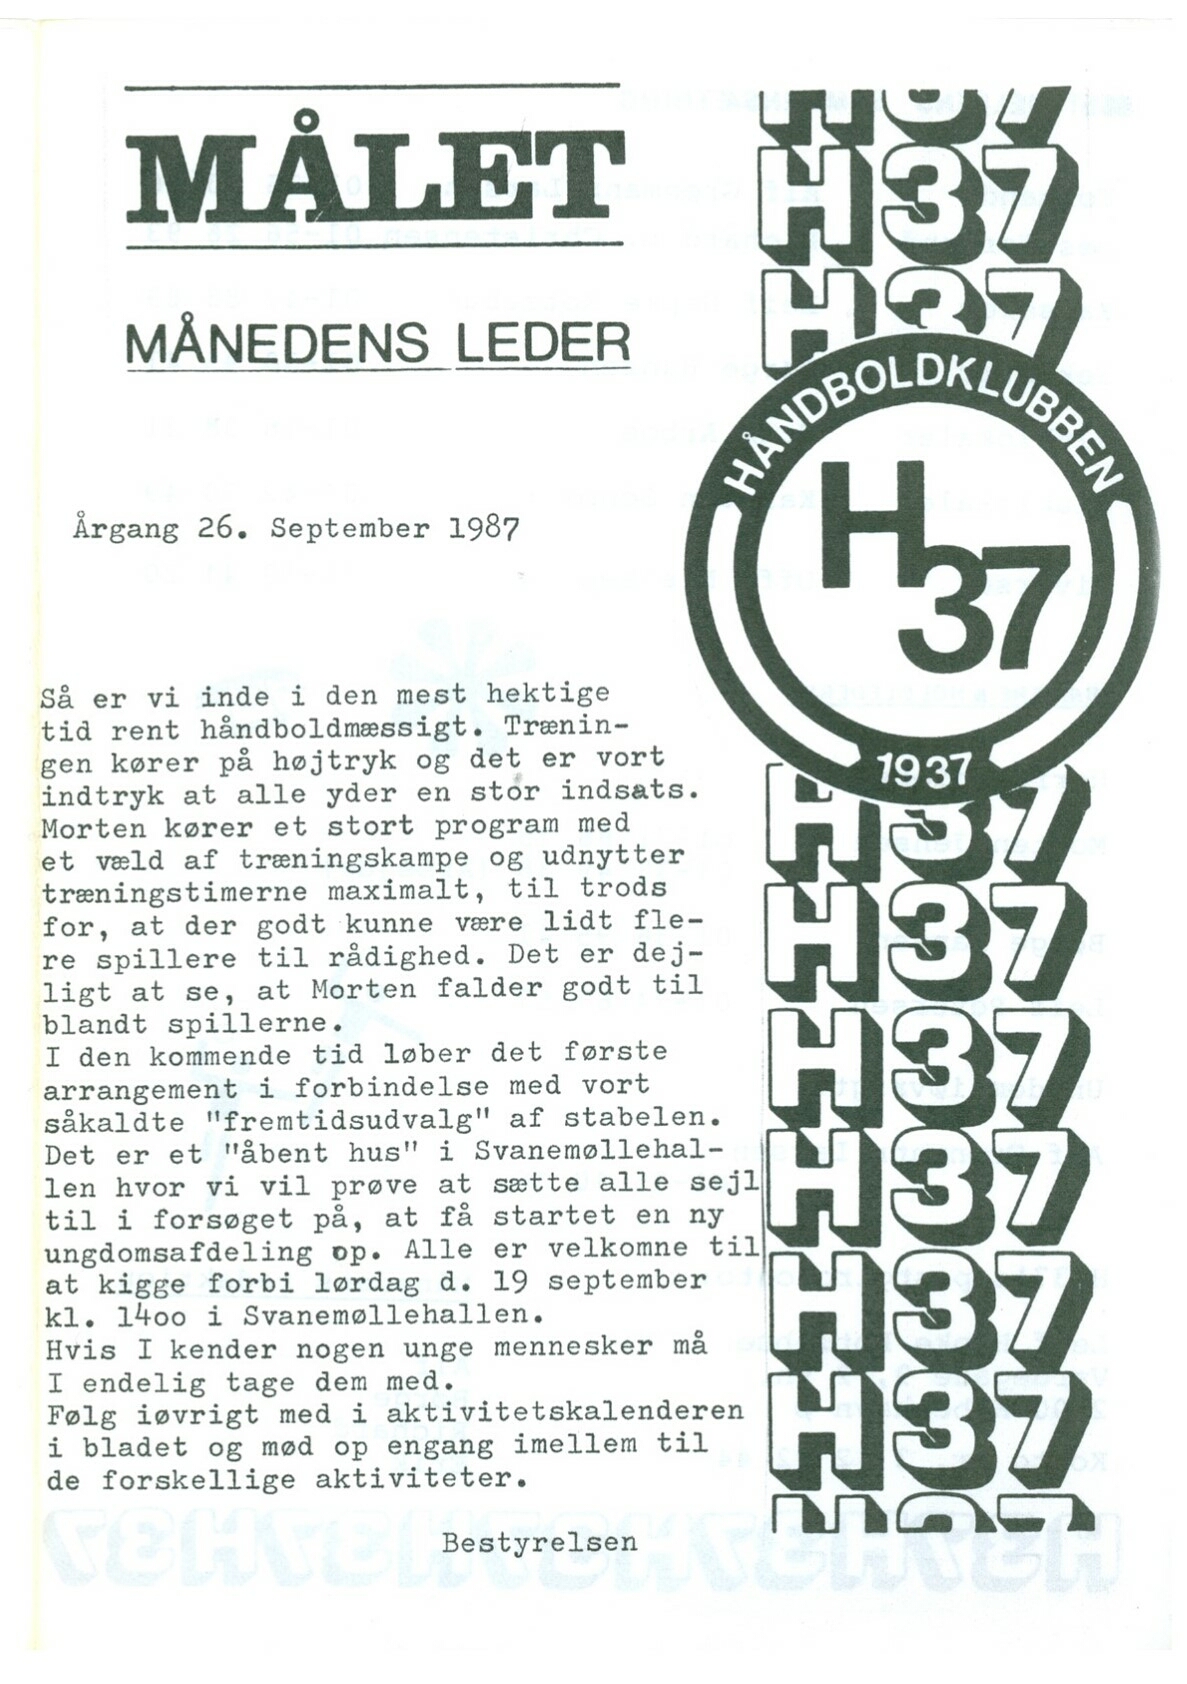 MÅLET
MÅNEDENS LEDER
Årgang 26. September 1987
Så er vi inde i den mest hektige
tid rent håndboldmæssigt. Trænin-
gen kører på højtryk og det er vort
indtryk at alle yder en stor indsats.
Morten kører et stort program med
et væld af træningskampe og udnytter
træningstimerne maximalt, til trods
for, at der godt kunne være lidt fle-
re spillere til rådighed. Det er dej-
ligt at se, at Morten falder godt til
blandt spillerne.
I den kommende tid løber det første
arrangement i forbindelse med vort
såkaldte "fremtidsudvalg" af stabelen.
Det er et "åbent hus" i Svanemøllehal-
len hvor vi vil prøve at sætte alle sejl
til i forsøget på, at få startet en ny
ungdomsafdeling op. Alle er velkomne til
at kigge forbi lørdag d. 19 september
kl. 14oo i Svanemøllehallen.
Hvis I kender nogen unge mennesker må
I endelig tage dem med.
Følg iøvrigt med i aktivitetskalenderen
i bladet og mød op engang imellem til
de forskellige aktiviteter.
Bestyrelsen
H37
H37
H37
HÅNDBOLDKLUBBEN
H37
1937
H37
H37
H37
H37
H37
H37
H37